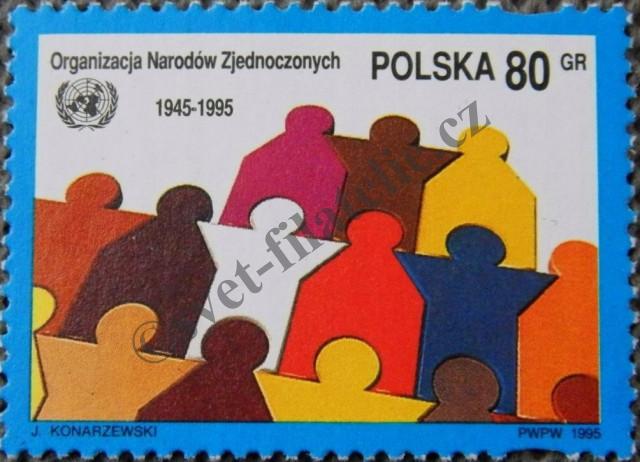 Organizacja Narodów Zjednoczonych
POLSKA 80 GR
1945-1995
© svet-filatelie.cz
J. KONARZEWSKI
PWPW 1995